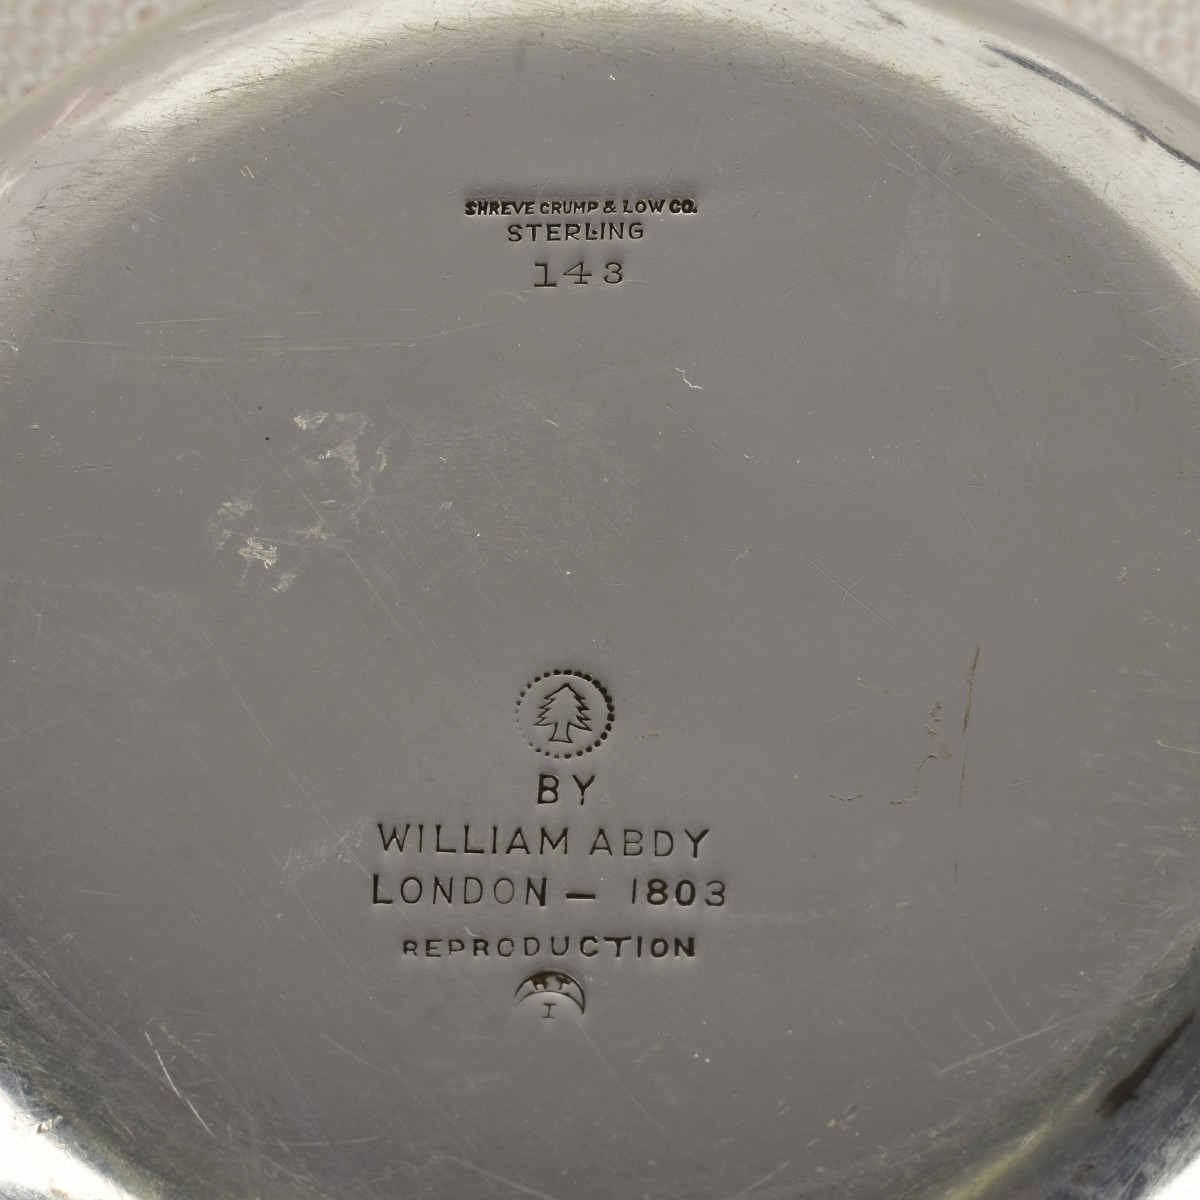 SHREVE CRUMP & LOW CO.
STERLING
143
BY
WILLIAM ABDY
LONDON — 1803
REPRODUCTION
I